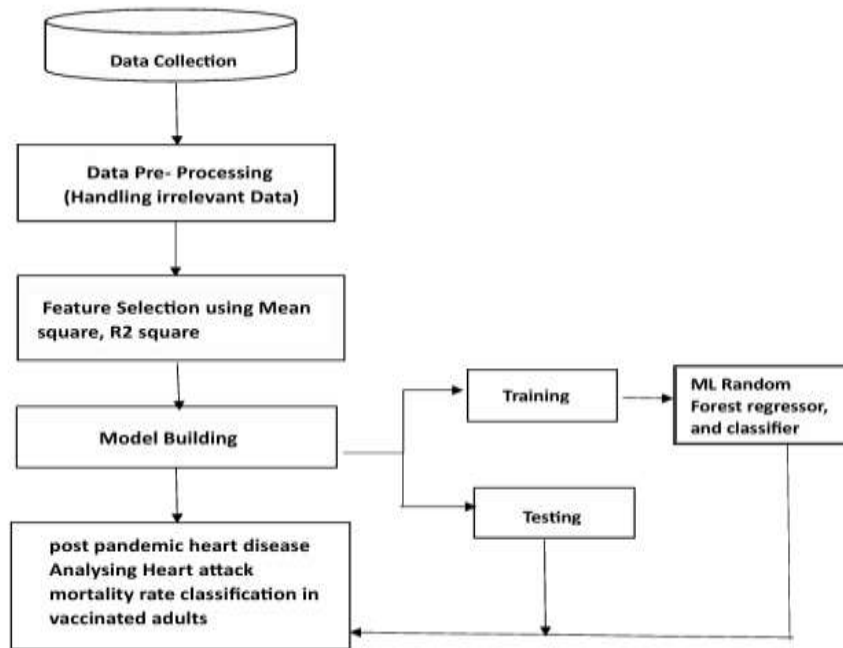 Data Collection
Data Pre- Processing
(Handling irrelevant Data)
Feature Selection using Mean
square, R2 square
Model Building
Training
ML Random
Forest regressor,
and classifier
Testing
post pandemic heart disease
Analysing Heart attack
mortality rate classification in
vaccinated adults